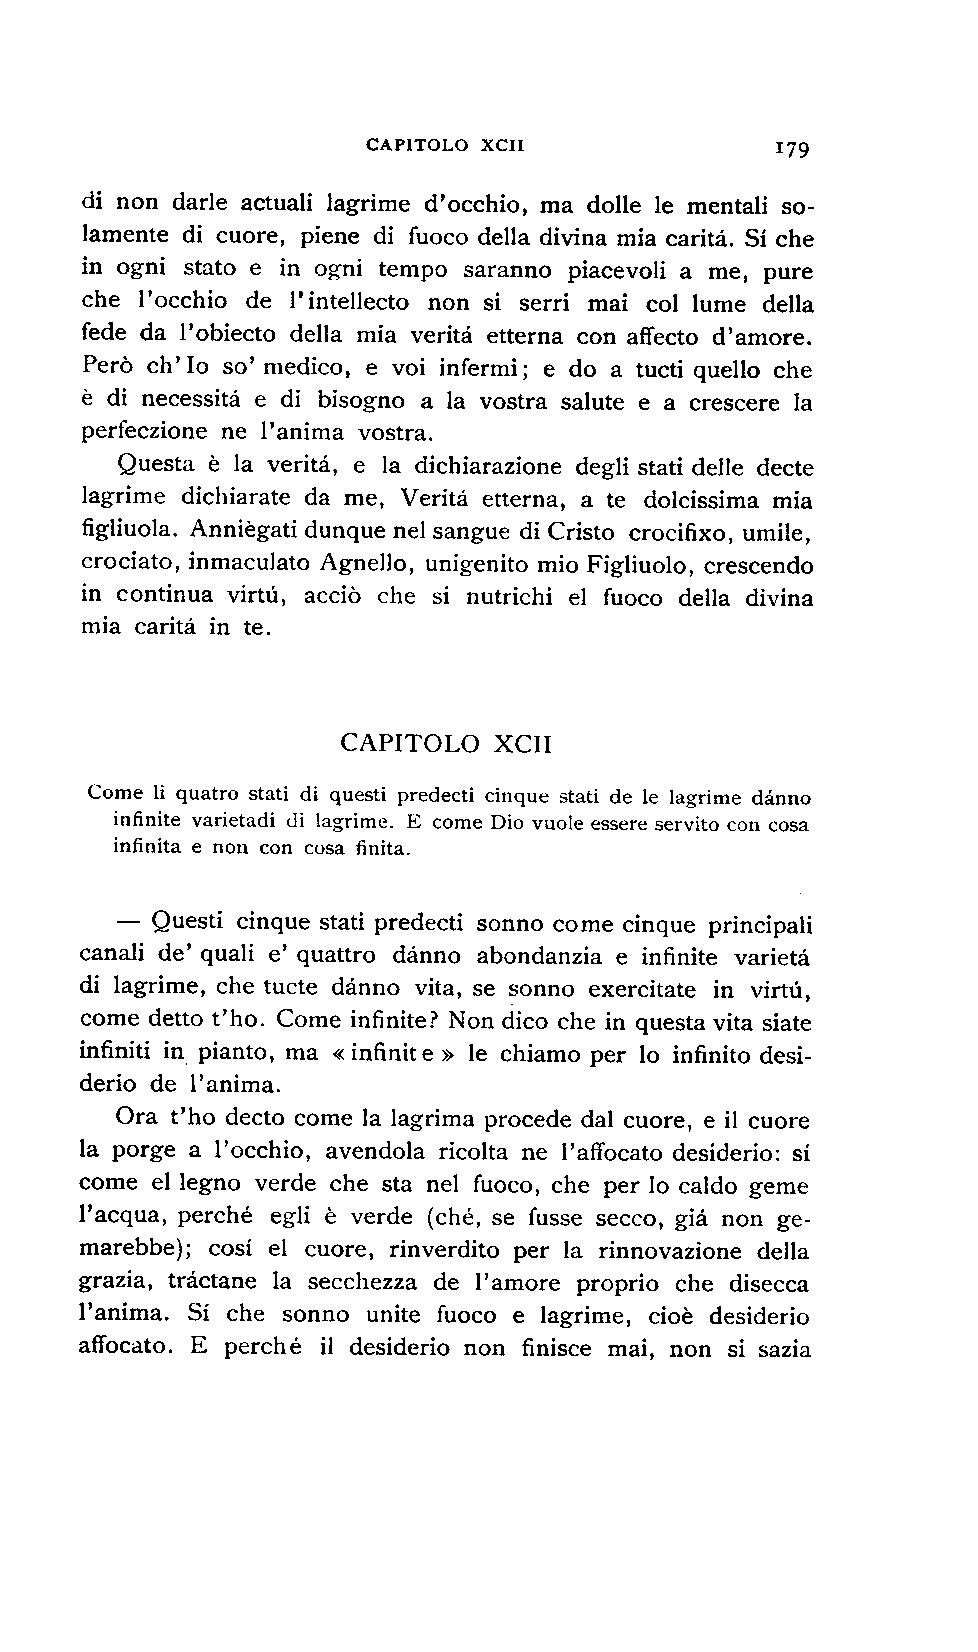 CAPITOLO XCII 179
di non darle actuali lagrime d'occhio, ma dolle le mentali so-
lamente di cuore, piene di fuoco della divina mia caritá. Sí che
in ogni stato e in ogni tempo saranno piacevoli a me, pure
che l'occhio de l'intellecto non si serri mai col lume della
fede da l'obiecto della mia veritá etterna con affecto d'amore.
Però ch'Io so' medico, e voi infermi; e do a tucti quello che
è di necessitá e di bisogno a la vostra salute e a crescere la
perfeczione ne l'anima vostra.
Questa è la veritá, e la dichiarazione degli stati delle decte
lagrime dichiarate da me, Veritá etterna, a te dolcissima mia
figliuola. Anniègati dunque nel sangue di Cristo crocifixo, umile,
crociato, inmaculato Agnello, unigenito mio Figliuolo, crescendo
in continua virtú, acciò che si nutrichi el fuoco della divina
mia caritá in te.
CAPITOLO XCII
Come li quatro stati di questi predecti cinque stati de le lagrime dánno
infinite varietadi di lagrime. E come Dio vuole essere servito con cosa
infinita e non con cosa finita.
— Questi cinque stati predecti sonno come cinque principali
canali de' quali e' quattro dánno abondanzia e infinite varietá
di lagrime, che tucte dánno vita, se sonno exercitate in virtú,
come detto t'ho. Come infinite? Non dico che in questa vita siate
infiniti in pianto, ma « infinite » le chiamo per lo infinito desi-
derio de l'anima.
Ora t'ho decto come la lagrima procede dal cuore, e il cuore
la porge a l'occhio, avendola ricolta ne l'affocato desiderio: sí
come el legno verde che sta nel fuoco, che per lo caldo geme
l'acqua, perché egli è verde (ché, se fusse secco, giá non ge-
marebbe); cosí el cuore, rinverdito per la rinnovazione della
grazia, tráctane la secchezza de l'amore proprio che disecca
l'anima. Sí che sonno unite fuoco e lagrime, cioè desiderio
affocato. E perché il desiderio non finisce mai, non si sazia